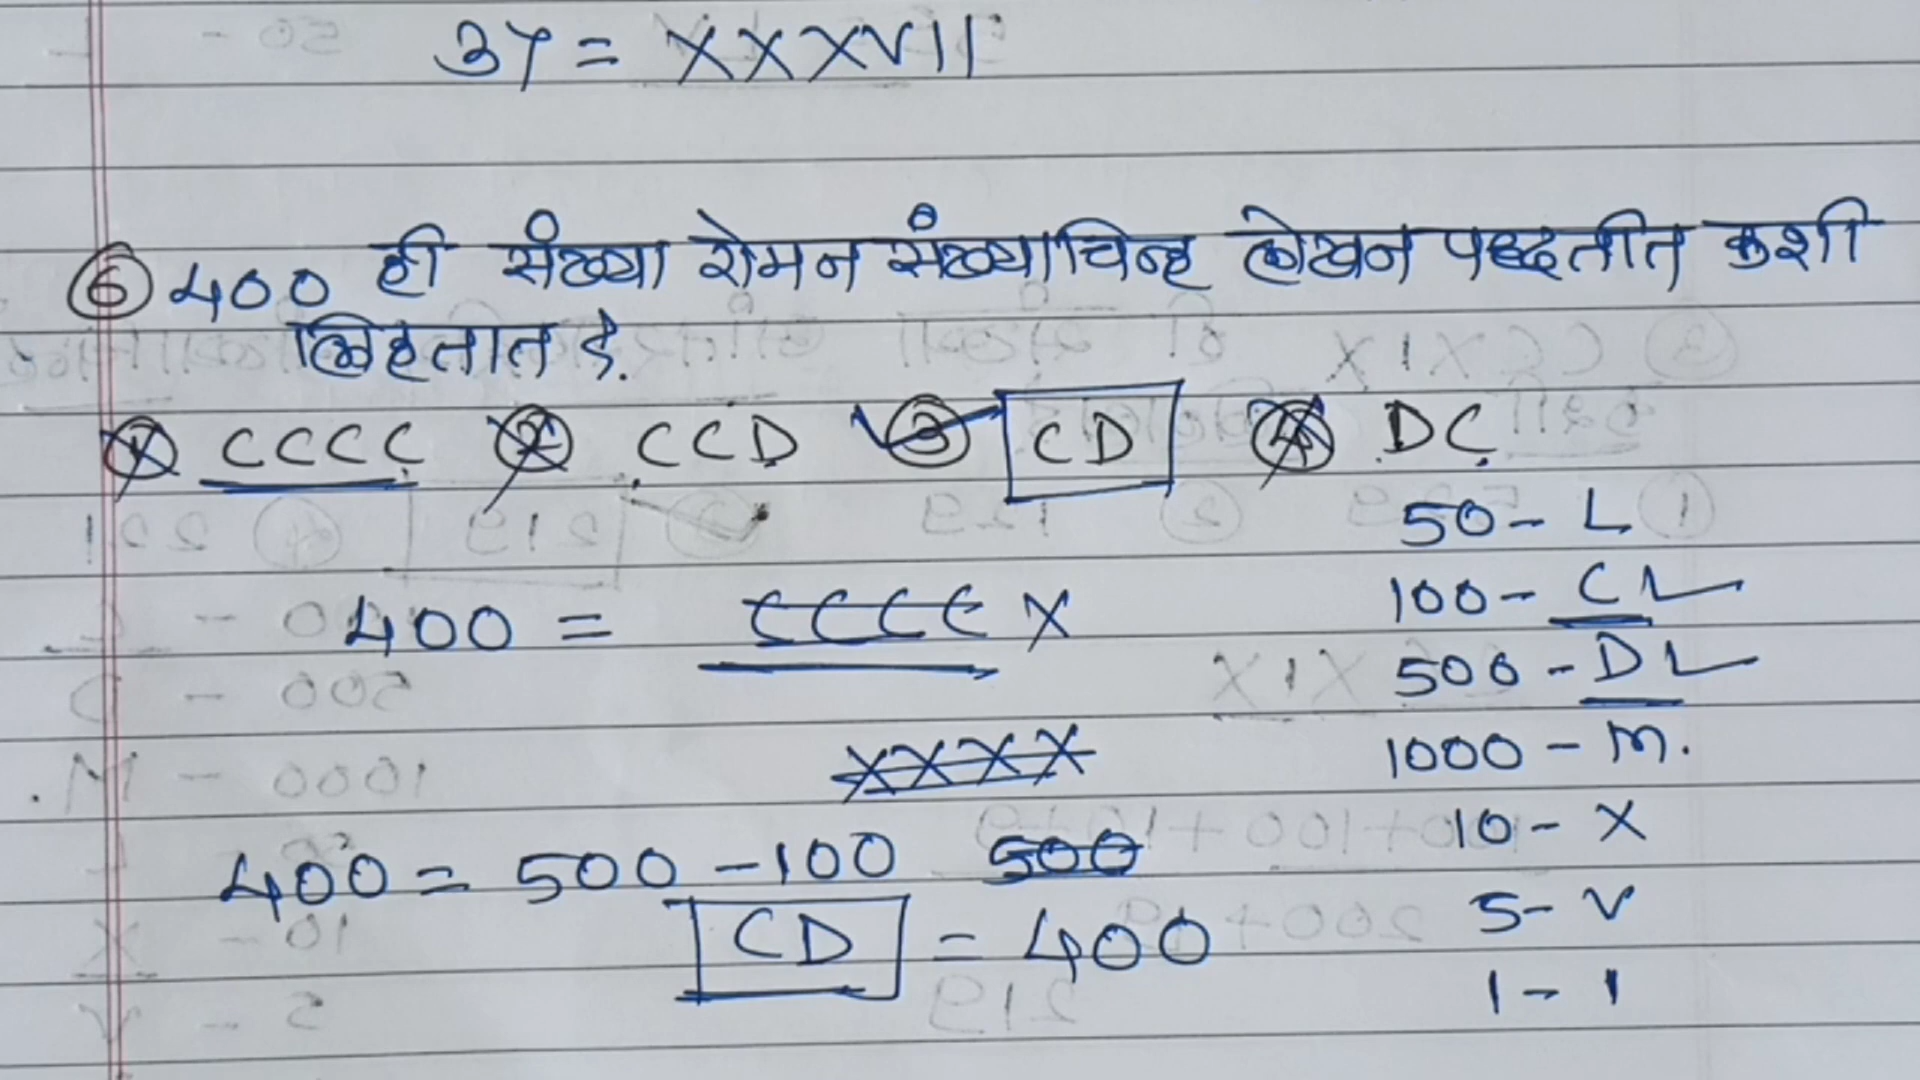 37 = XXXVII
⑥ 400 ही संख्या रोमन संख्याचिन्ह लेखन पद्धतीत कशी
लिहतात ?.
① CCCC ② CCD ③ CD ④ DC
50 - L
400 = CCCC X
100 - C
500 - D
XXXX
1000 - M.
10 - X
400 = 500 - 100 500
5 - V
CD = 400
1 - I